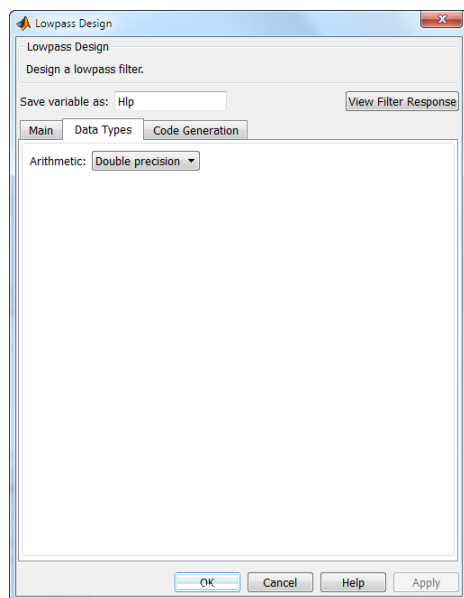 Lowpass Design
Lowpass Design
Design a lowpass filter.
Save variable as: Hlp View Filter Response
Main Data Types Code Generation
Arithmetic: Double precision
OK Cancel Help Apply